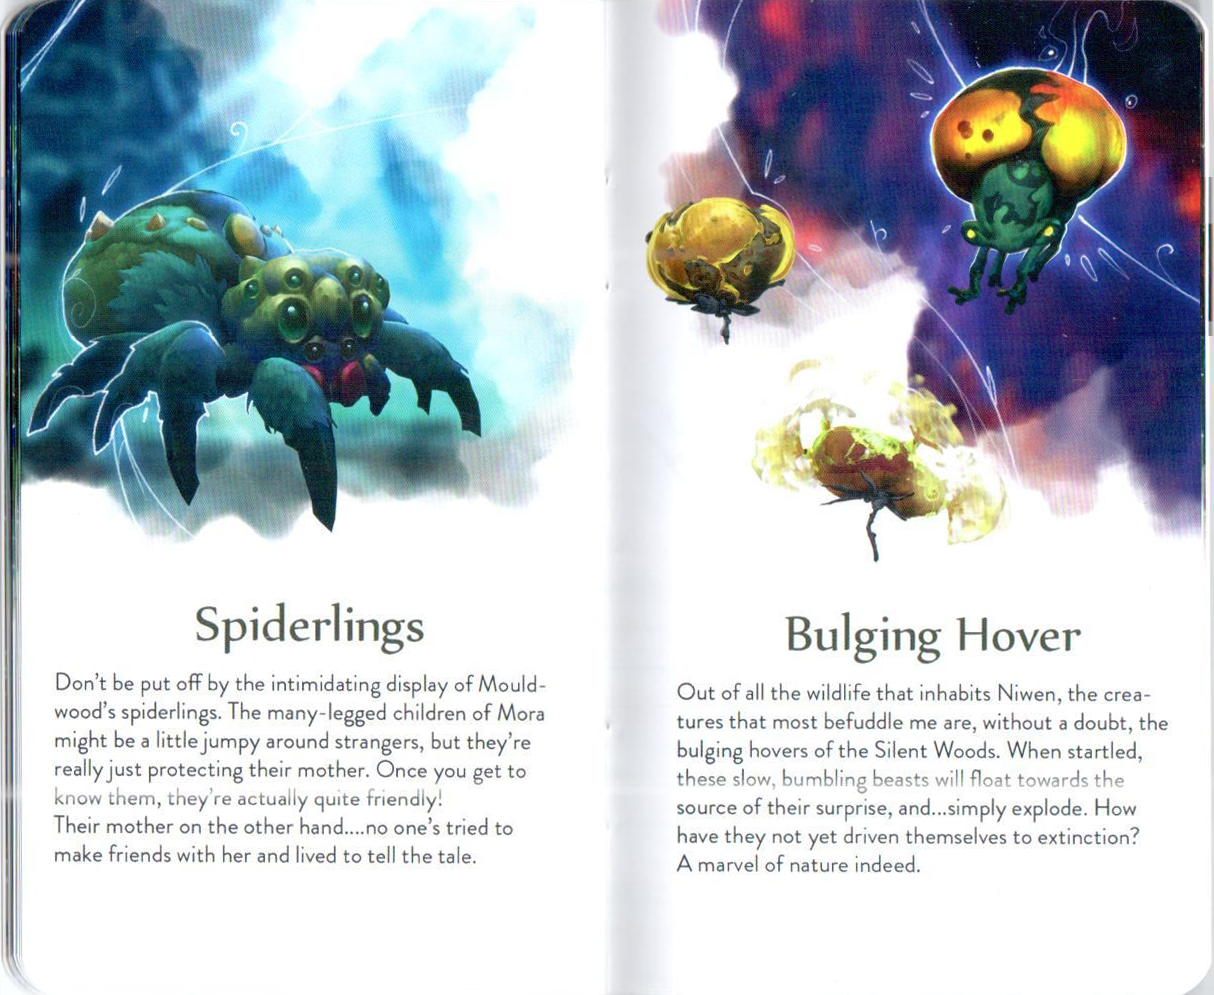 Spiderlings
Don't be put off by the intimidating display of Mould-
wood's spiderlings. The many-legged children of Mora
might be a little jumpy around strangers, but they're
really just protecting their mother. Once you get to
know them, they're actually quite friendly!
Their mother on the other hand....no one's tried to
make friends with her and lived to tell the tale.
Bulging Hover
Out of all the wildlife that inhabits Niwen, the crea-
tures that most befuddle me are, without a doubt, the
bulging hovers of the Silent Woods. When startled,
these slow, bumbling beasts will float towards the
source of their surprise, and...simply explode. How
have they not yet driven themselves to extinction?
A marvel of nature indeed.